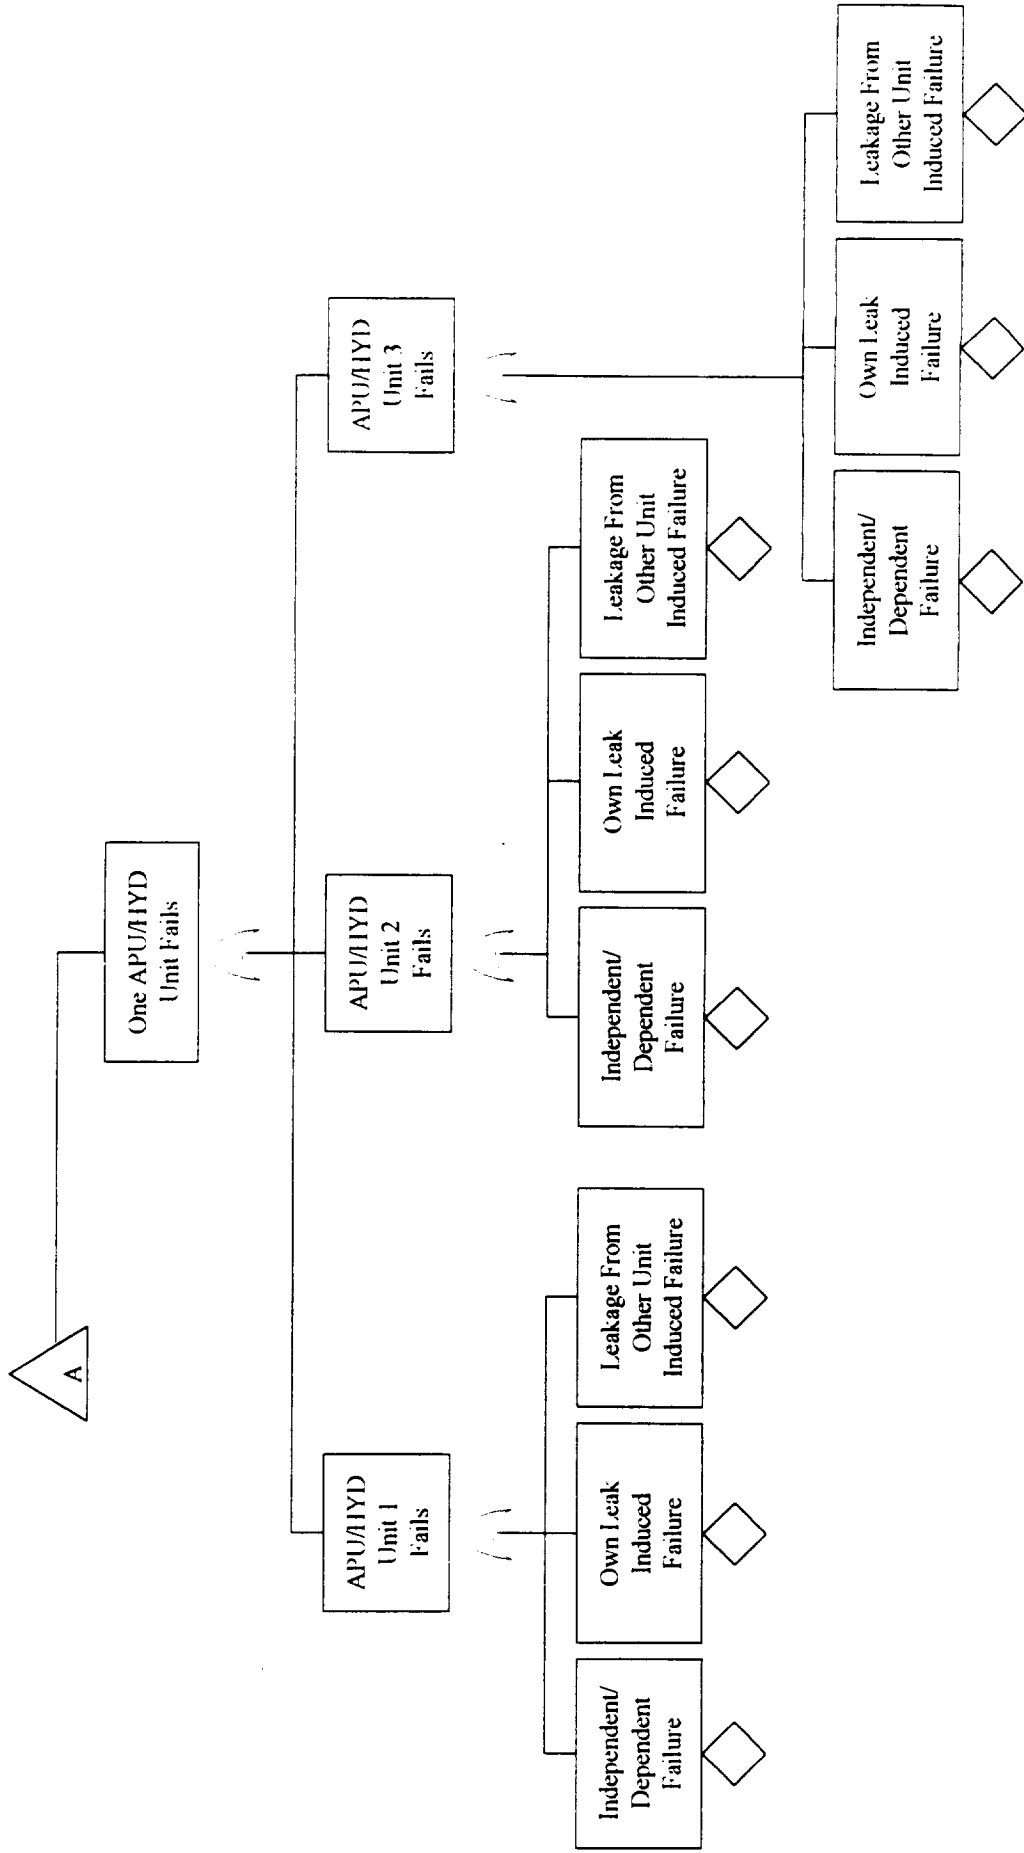 A
One APU/HYD
Unit Fails
APU/HYD
Unit 1
Fails
APU/HYD
Unit 2
Fails
APU/HYD
Unit 3
Fails
Independent/
Dependent
Failure
Own Leak
Induced
Failure
Leakage From
Other Unit
Induced Failure
Independent/
Dependent
Failure
Own Leak
Induced
Failure
Leakage From
Other Unit
Induced Failure
Independent/
Dependent
Failure
Own Leak
Induced
Failure
Leakage From
Other Unit
Induced Failure